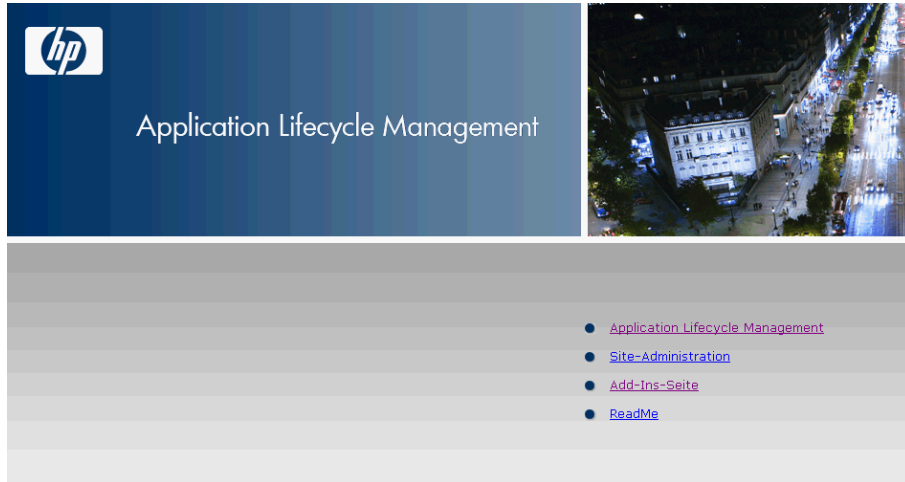 hp
Application Lifecycle Management
Application Lifecycle Management
Site-Administration
Add-Ins-Seite
ReadMe